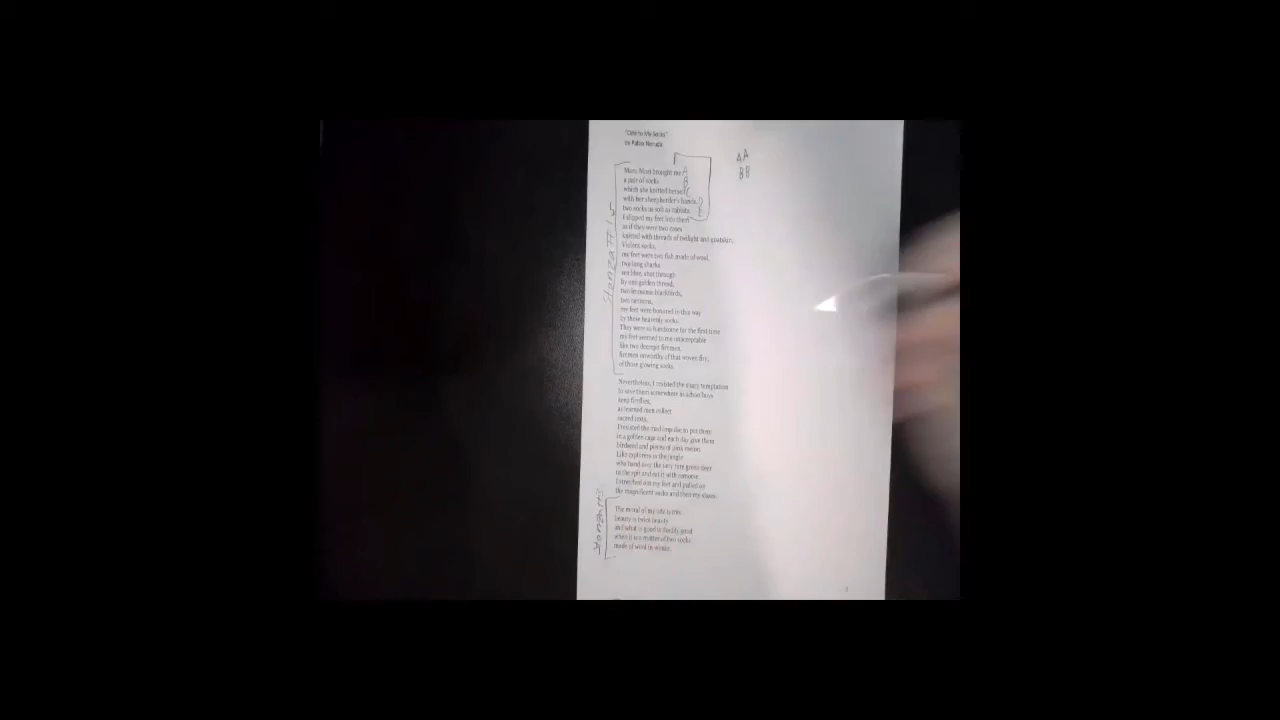 "Ode to My Socks"
by Pablo Neruda
A A
B B
Maru Mori brought me A
a pair of socks B
which she knitted herself C
with her sheepherder's hands, D
two socks as soft as rabbits. E
I slipped my feet into them
as if they were two cases
knitted with threads of twilight and goatskin,
Violent socks,
my feet were two fish made of wool,
two long sharks
sea blue, shot through
by one golden thread,
two immense blackbirds,
two cannons,
my feet were honored in this way
by these heavenly socks.
They were so handsome for the first time
my feet seemed to me unacceptable
like two decrepit firemen,
firemen unworthy of that woven fire,
of those glowing socks.
Nevertheless, I resisted the sharp temptation
to save them somewhere as schoolboys
keep fireflies,
as learned men collect
sacred texts,
I resisted the mad impulse to put them
in a golden cage and each day give them
birdseed and pieces of pink melon.
Like explorers in the jungle
who hand over the very rare green deer
to the spit and eat it with remorse
I stretched out my feet and pulled on
the magnificent socks and then my shoes.
The moral of my ode is this:
beauty is twice beauty
and what is good is doubly good
when it is a matter of two socks
made of wool in winter.